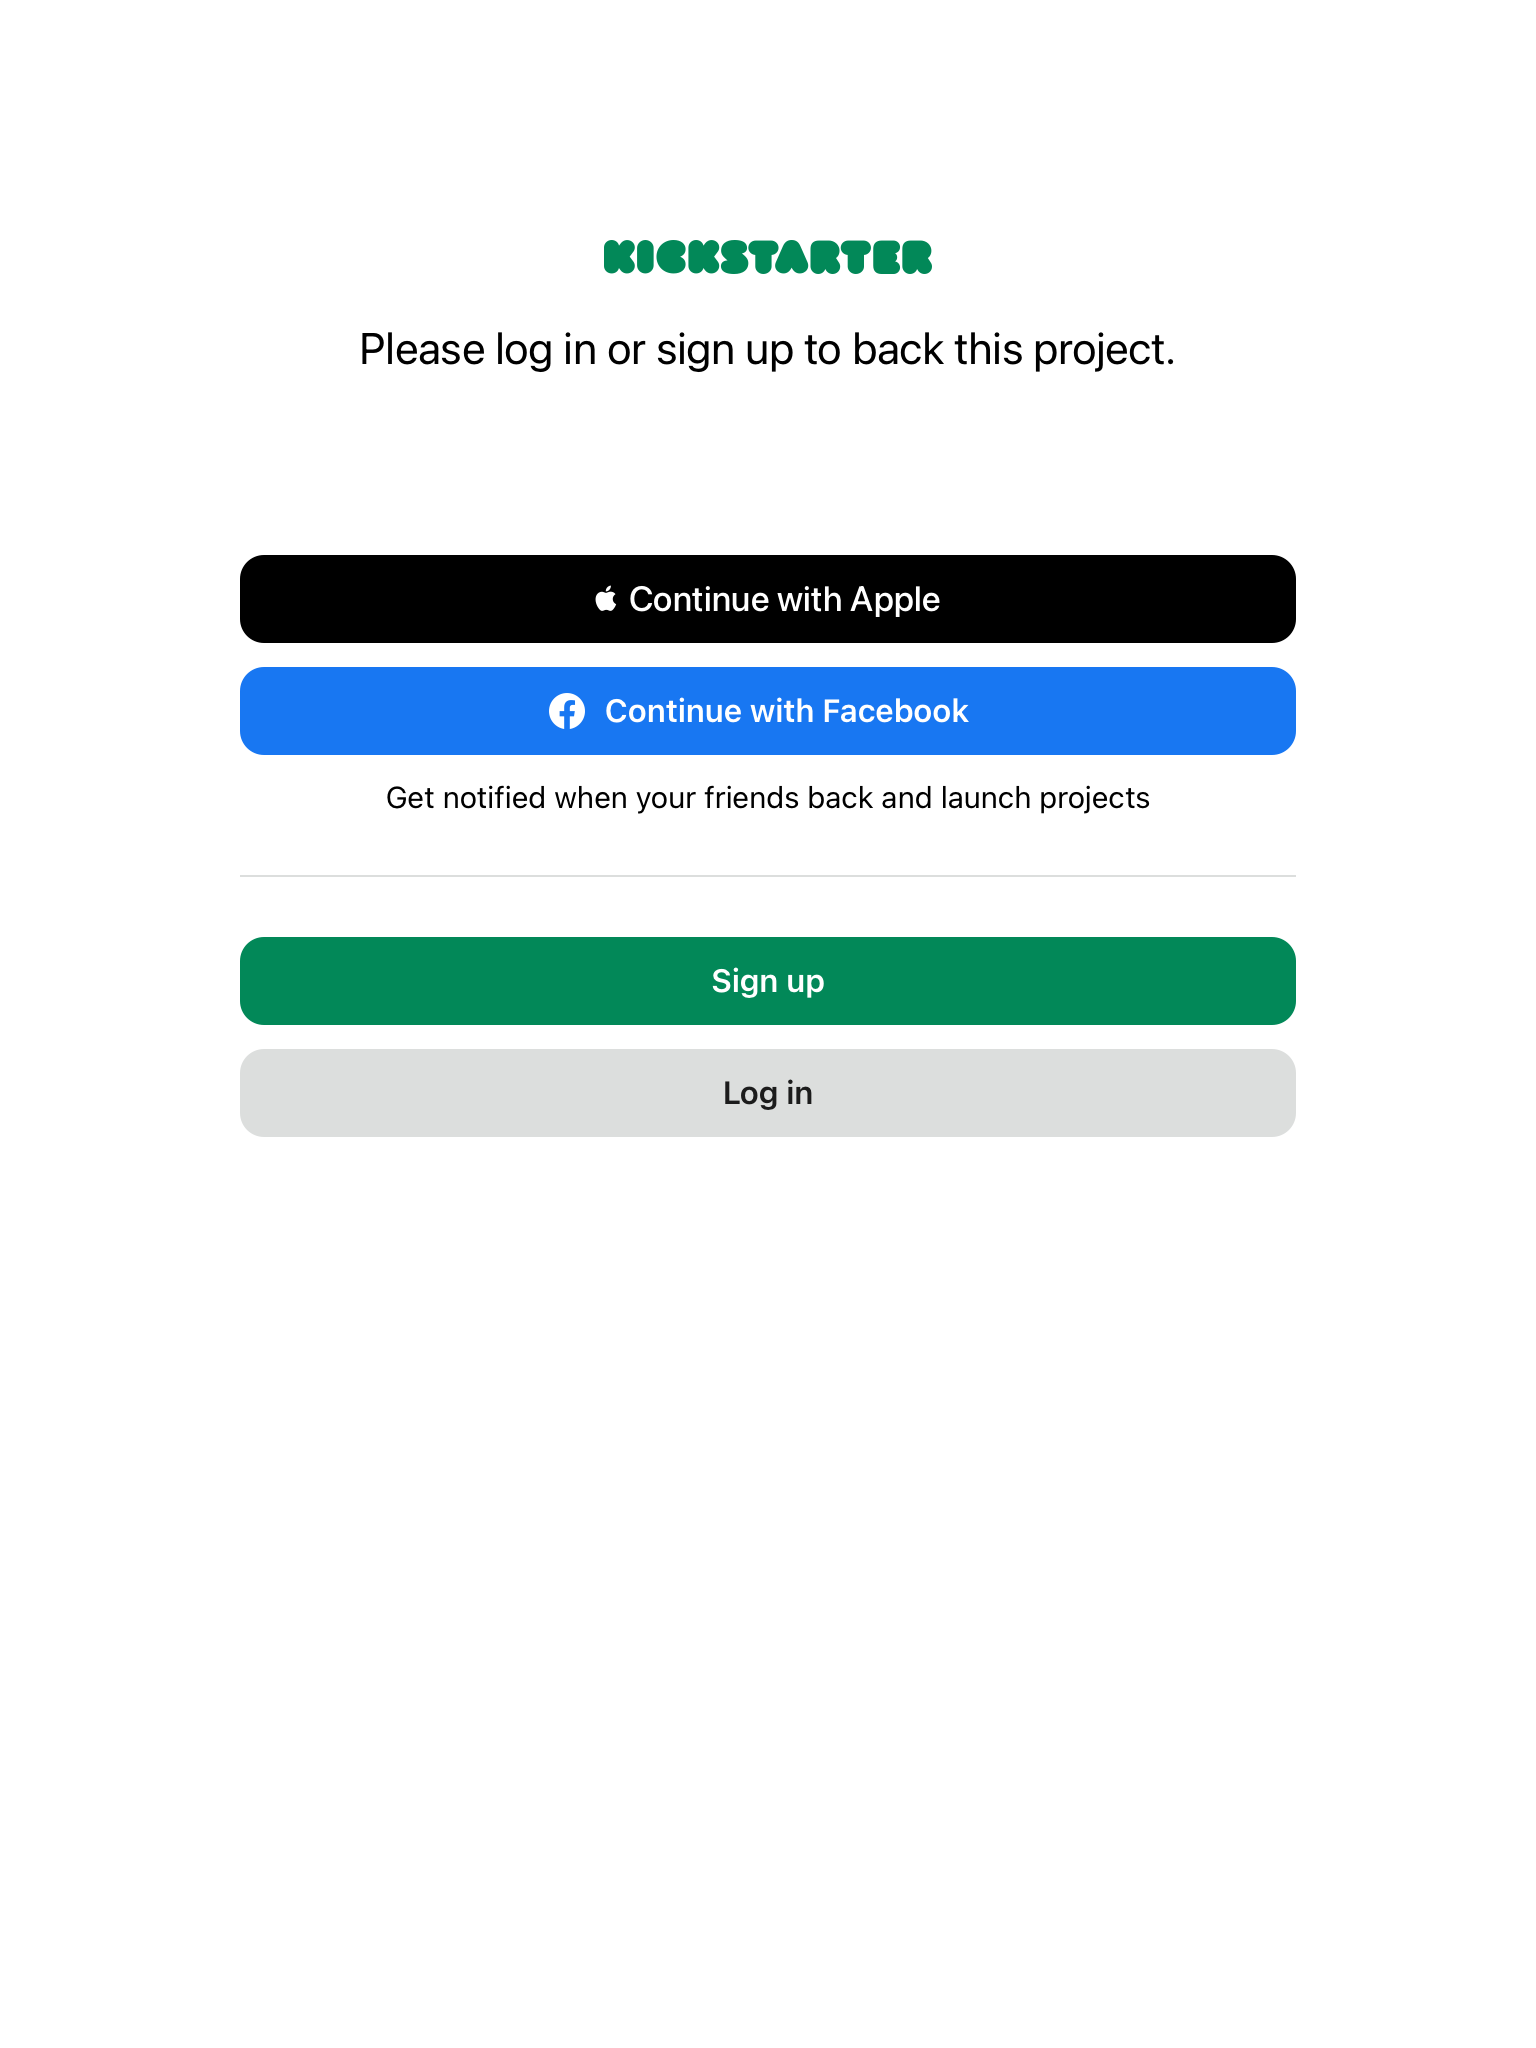 KICKSTARTER
Please log in or sign up to back this project.
Continue with Apple
Continue with Facebook
Get notified when your friends back and launch projects
Sign up
Log in